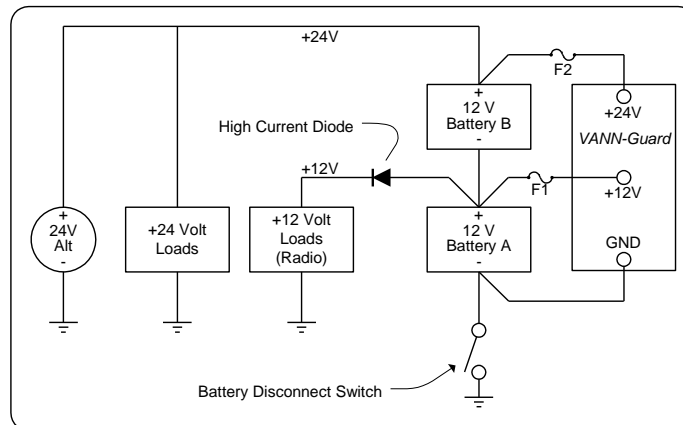 +24V
F2
+
12 V
Battery B
-
+24V
VANN-Guard
High Current Diode
+12V
F1
+12V
+
24V
Alt
-
+24 Volt
Loads
+12 Volt
Loads
(Radio)
+
12 V
Battery A
-
GND
Battery Disconnect Switch